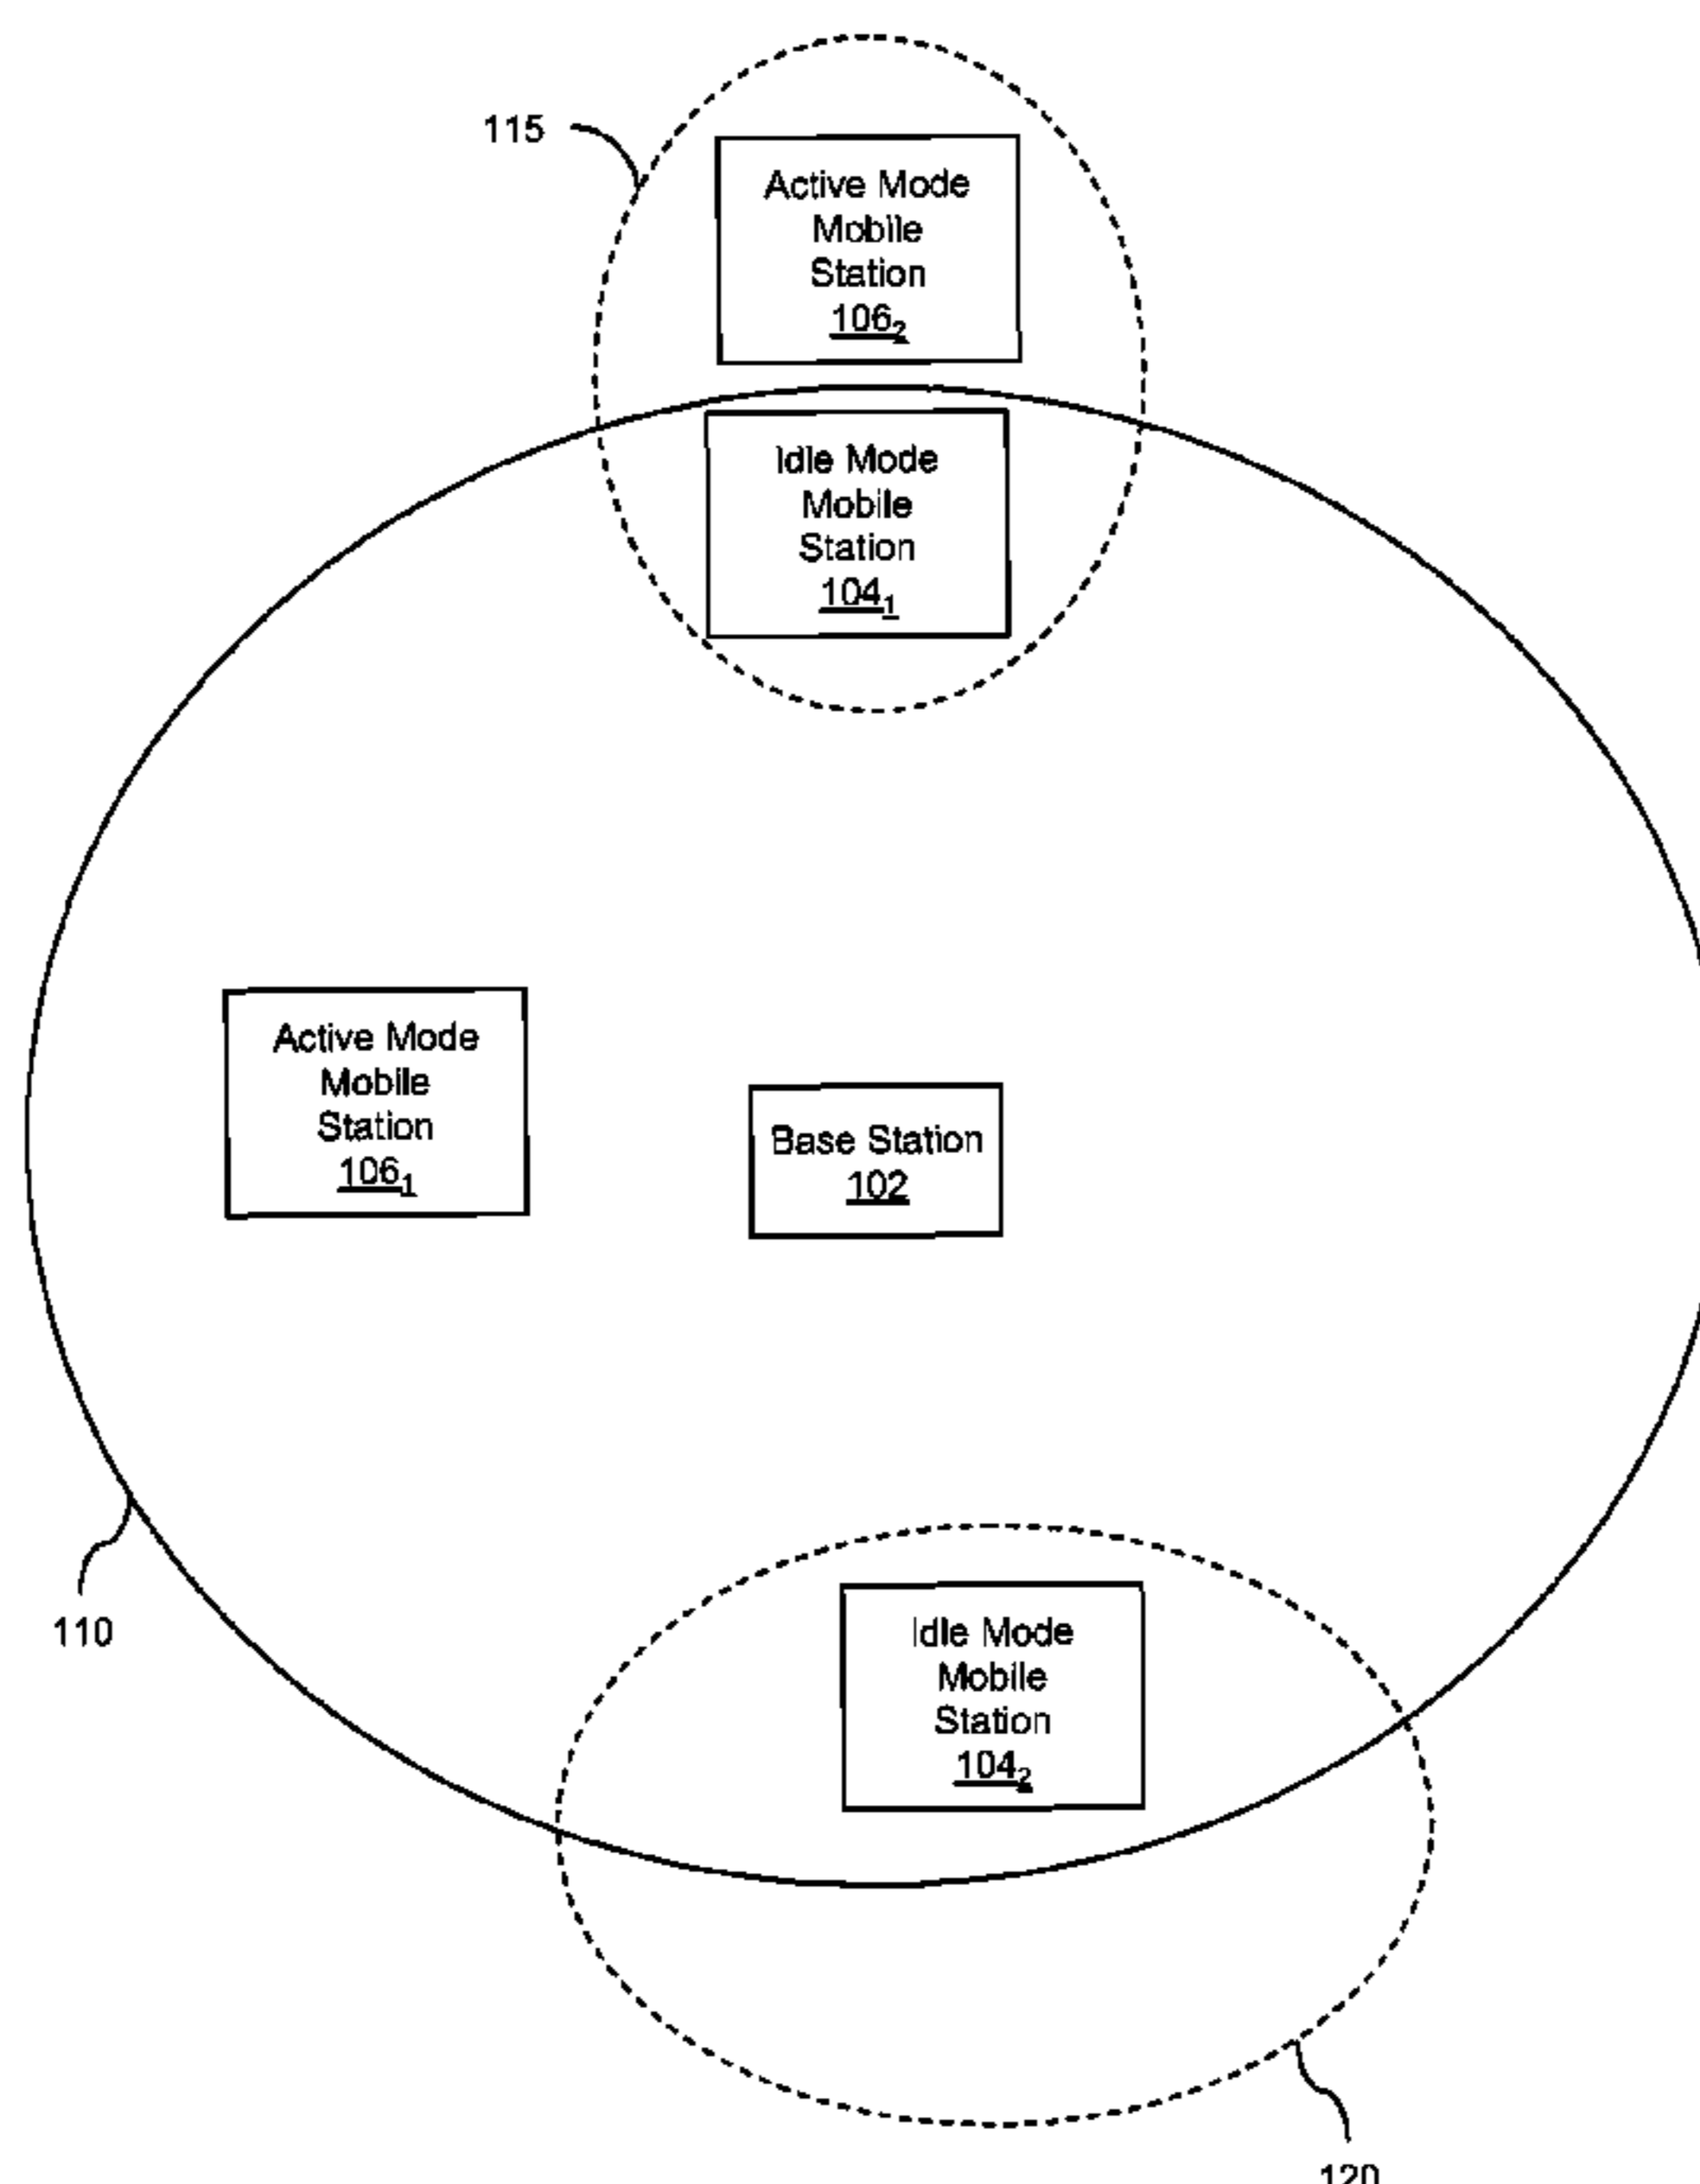 115
Active Mode
Mobile
Station
106₂
Idle Mode
Mobile
Station
104₁
Active Mode
Mobile
Station
106₁
Base Station
102
110
Idle Mode
Mobile
Station
104₂
120